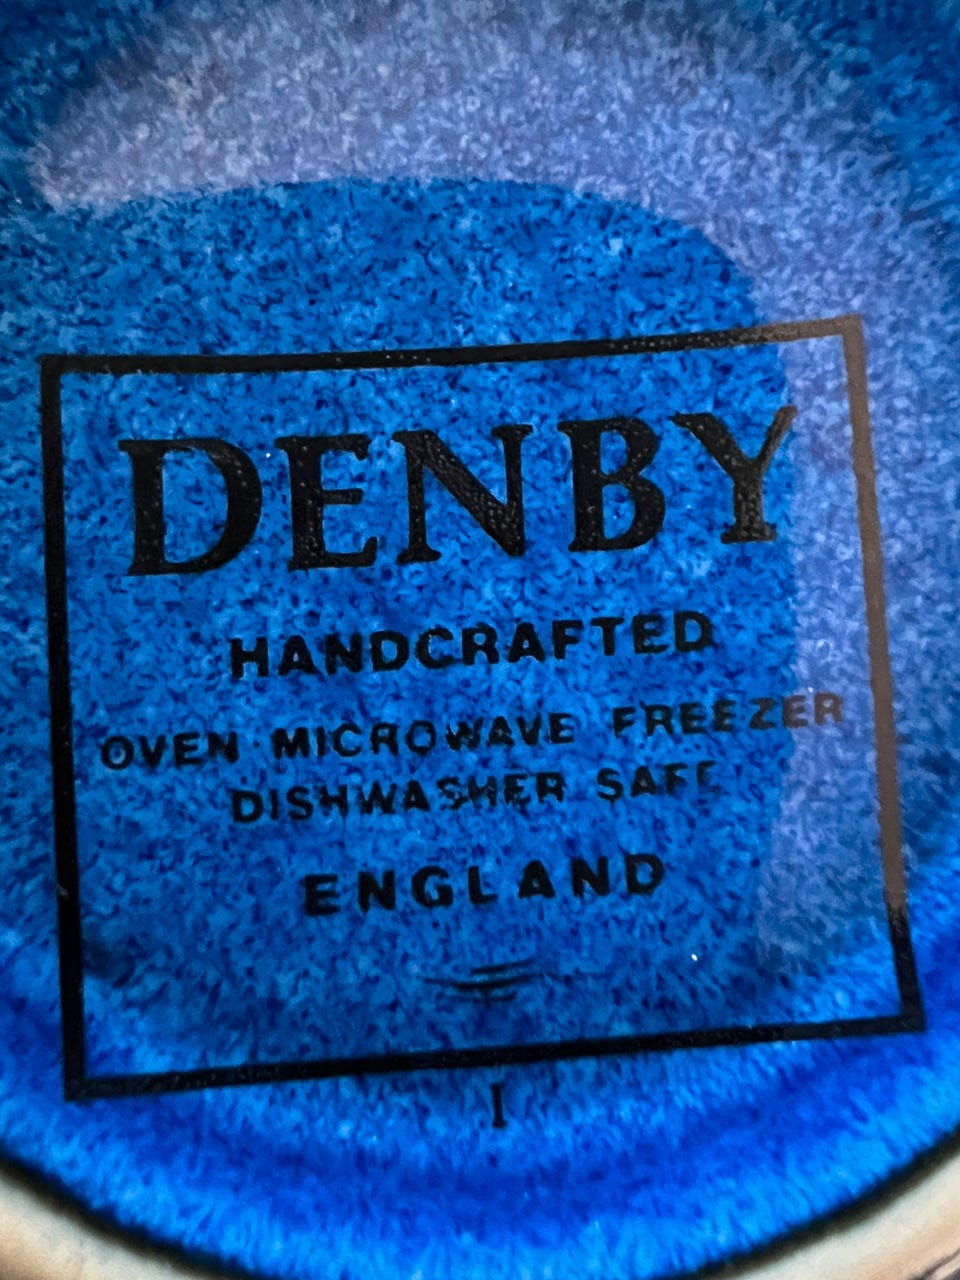 DENBY
HANDCRAFTED
OVEN MICROWAVE FREEZER
DISHWASHER SAFE
ENGLAND
I